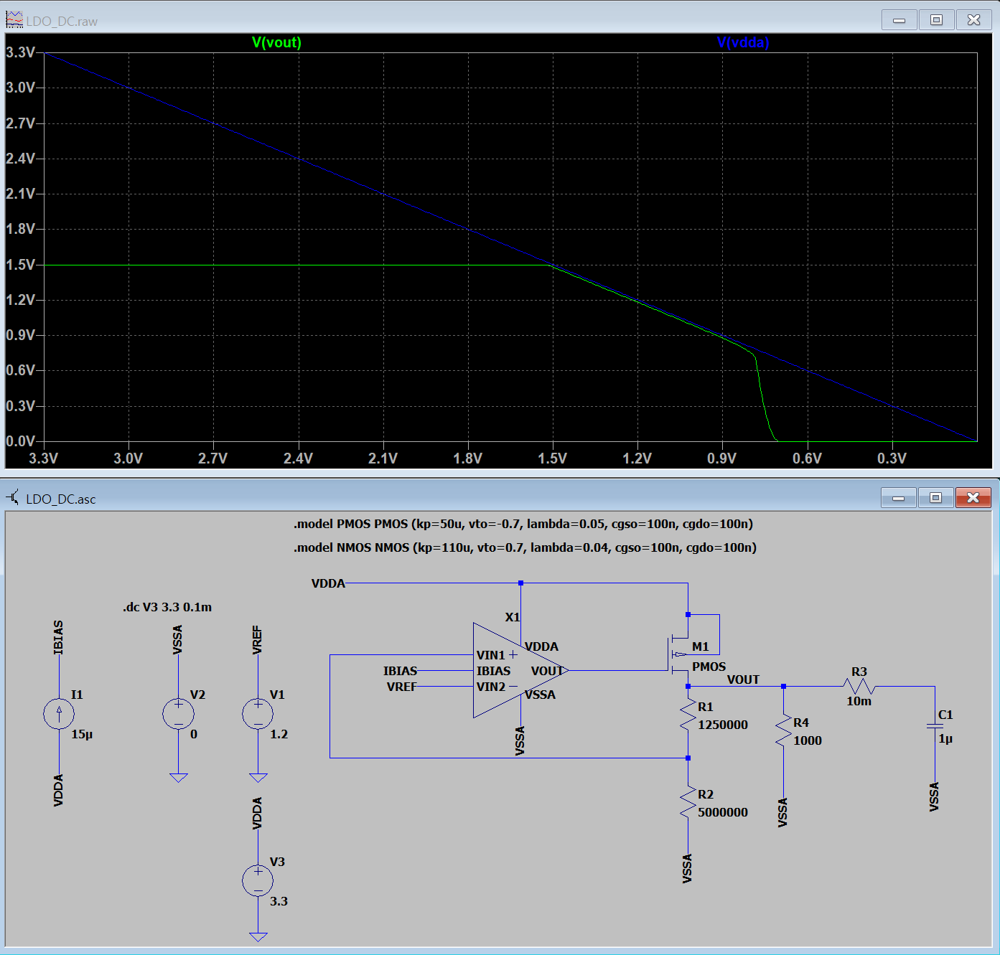 LDO_DC.raw
V(vout)
V(vdda)
3.3V
3.0V
2.7V
2.4V
2.1V
1.8V
1.5V
1.2V
0.9V
0.6V
0.3V
0.0V
3.3V 3.0V 2.7V 2.4V 2.1V 1.8V 1.5V 1.2V 0.9V 0.6V 0.3V
LDO_DC.asc
.model PMOS PMOS (kp=50u, vto=-0.7, lambda=0.05, cgso=100n, cgdo=100n)
.model NMOS NMOS (kp=110u, vto=0.7, lambda=0.04, cgso=100n, cgdo=100n)
.dc V3 3.3 0.1m
IBIAS
I1
15µ
VDDA
VSSA
V2
0
VREF
V1
1.2
VDDA
V3
3.3
VDDA
X1
VDDA
VIN1
IBIAS
IBIAS
VOUT
VREF
VIN2
VSSA
VSSA
M1
PMOS
VOUT
R1
1250000
R2
5000000
VSSA
R4
1000
VSSA
R3
10m
C1
1µ
VSSA